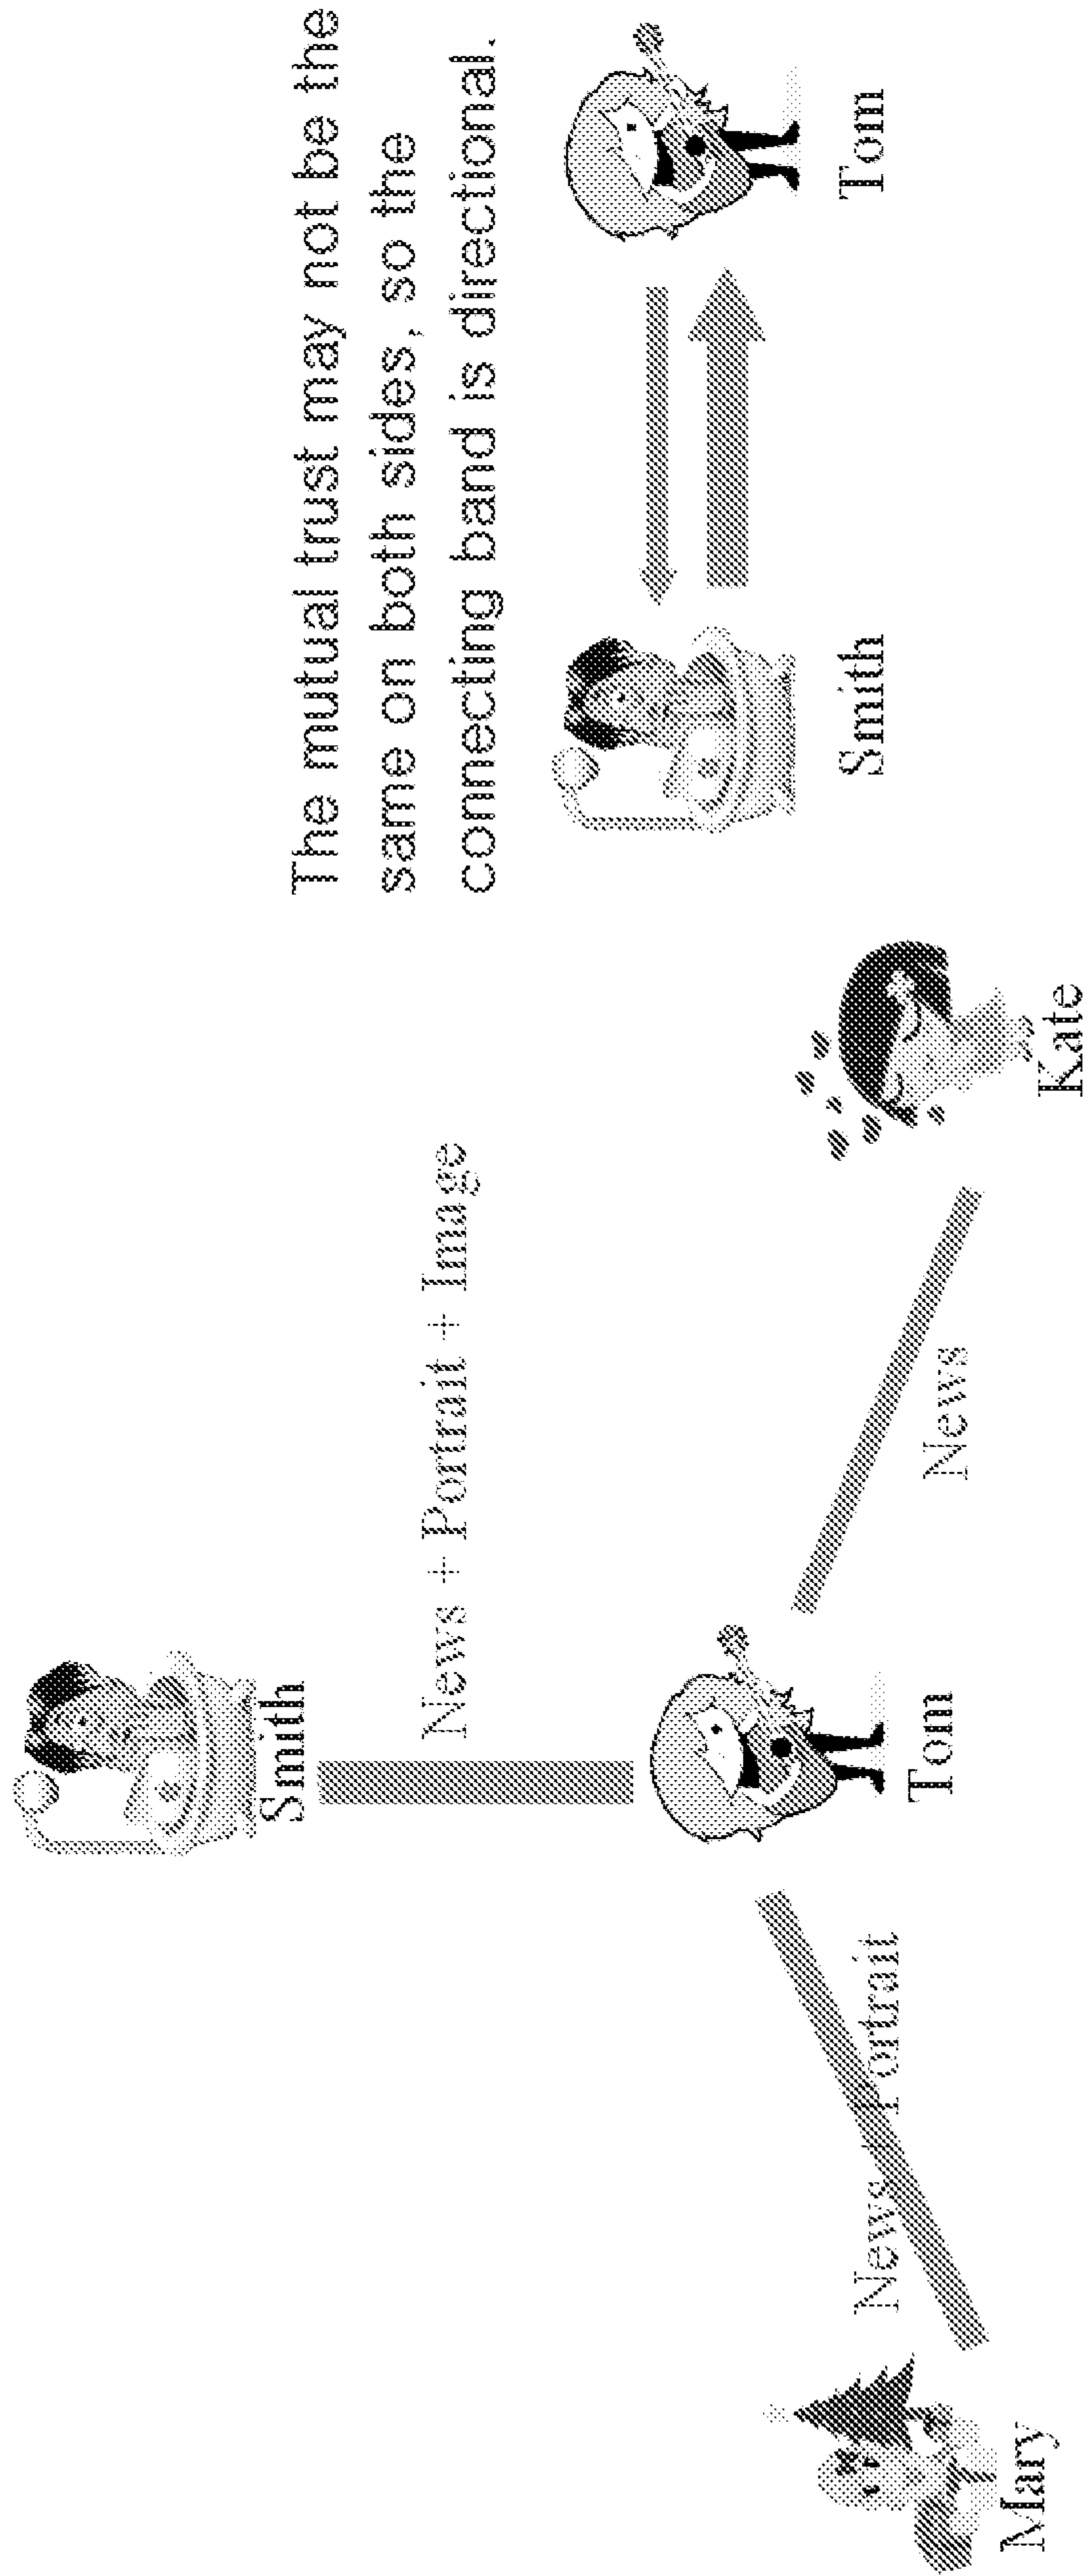 The mutual trust may not be the
same on both sides, so the
connecting band is directional.
Smith
News + Portrait + Image
Smith
Tom
News + Portrait
Tom
News
Mary
Kate